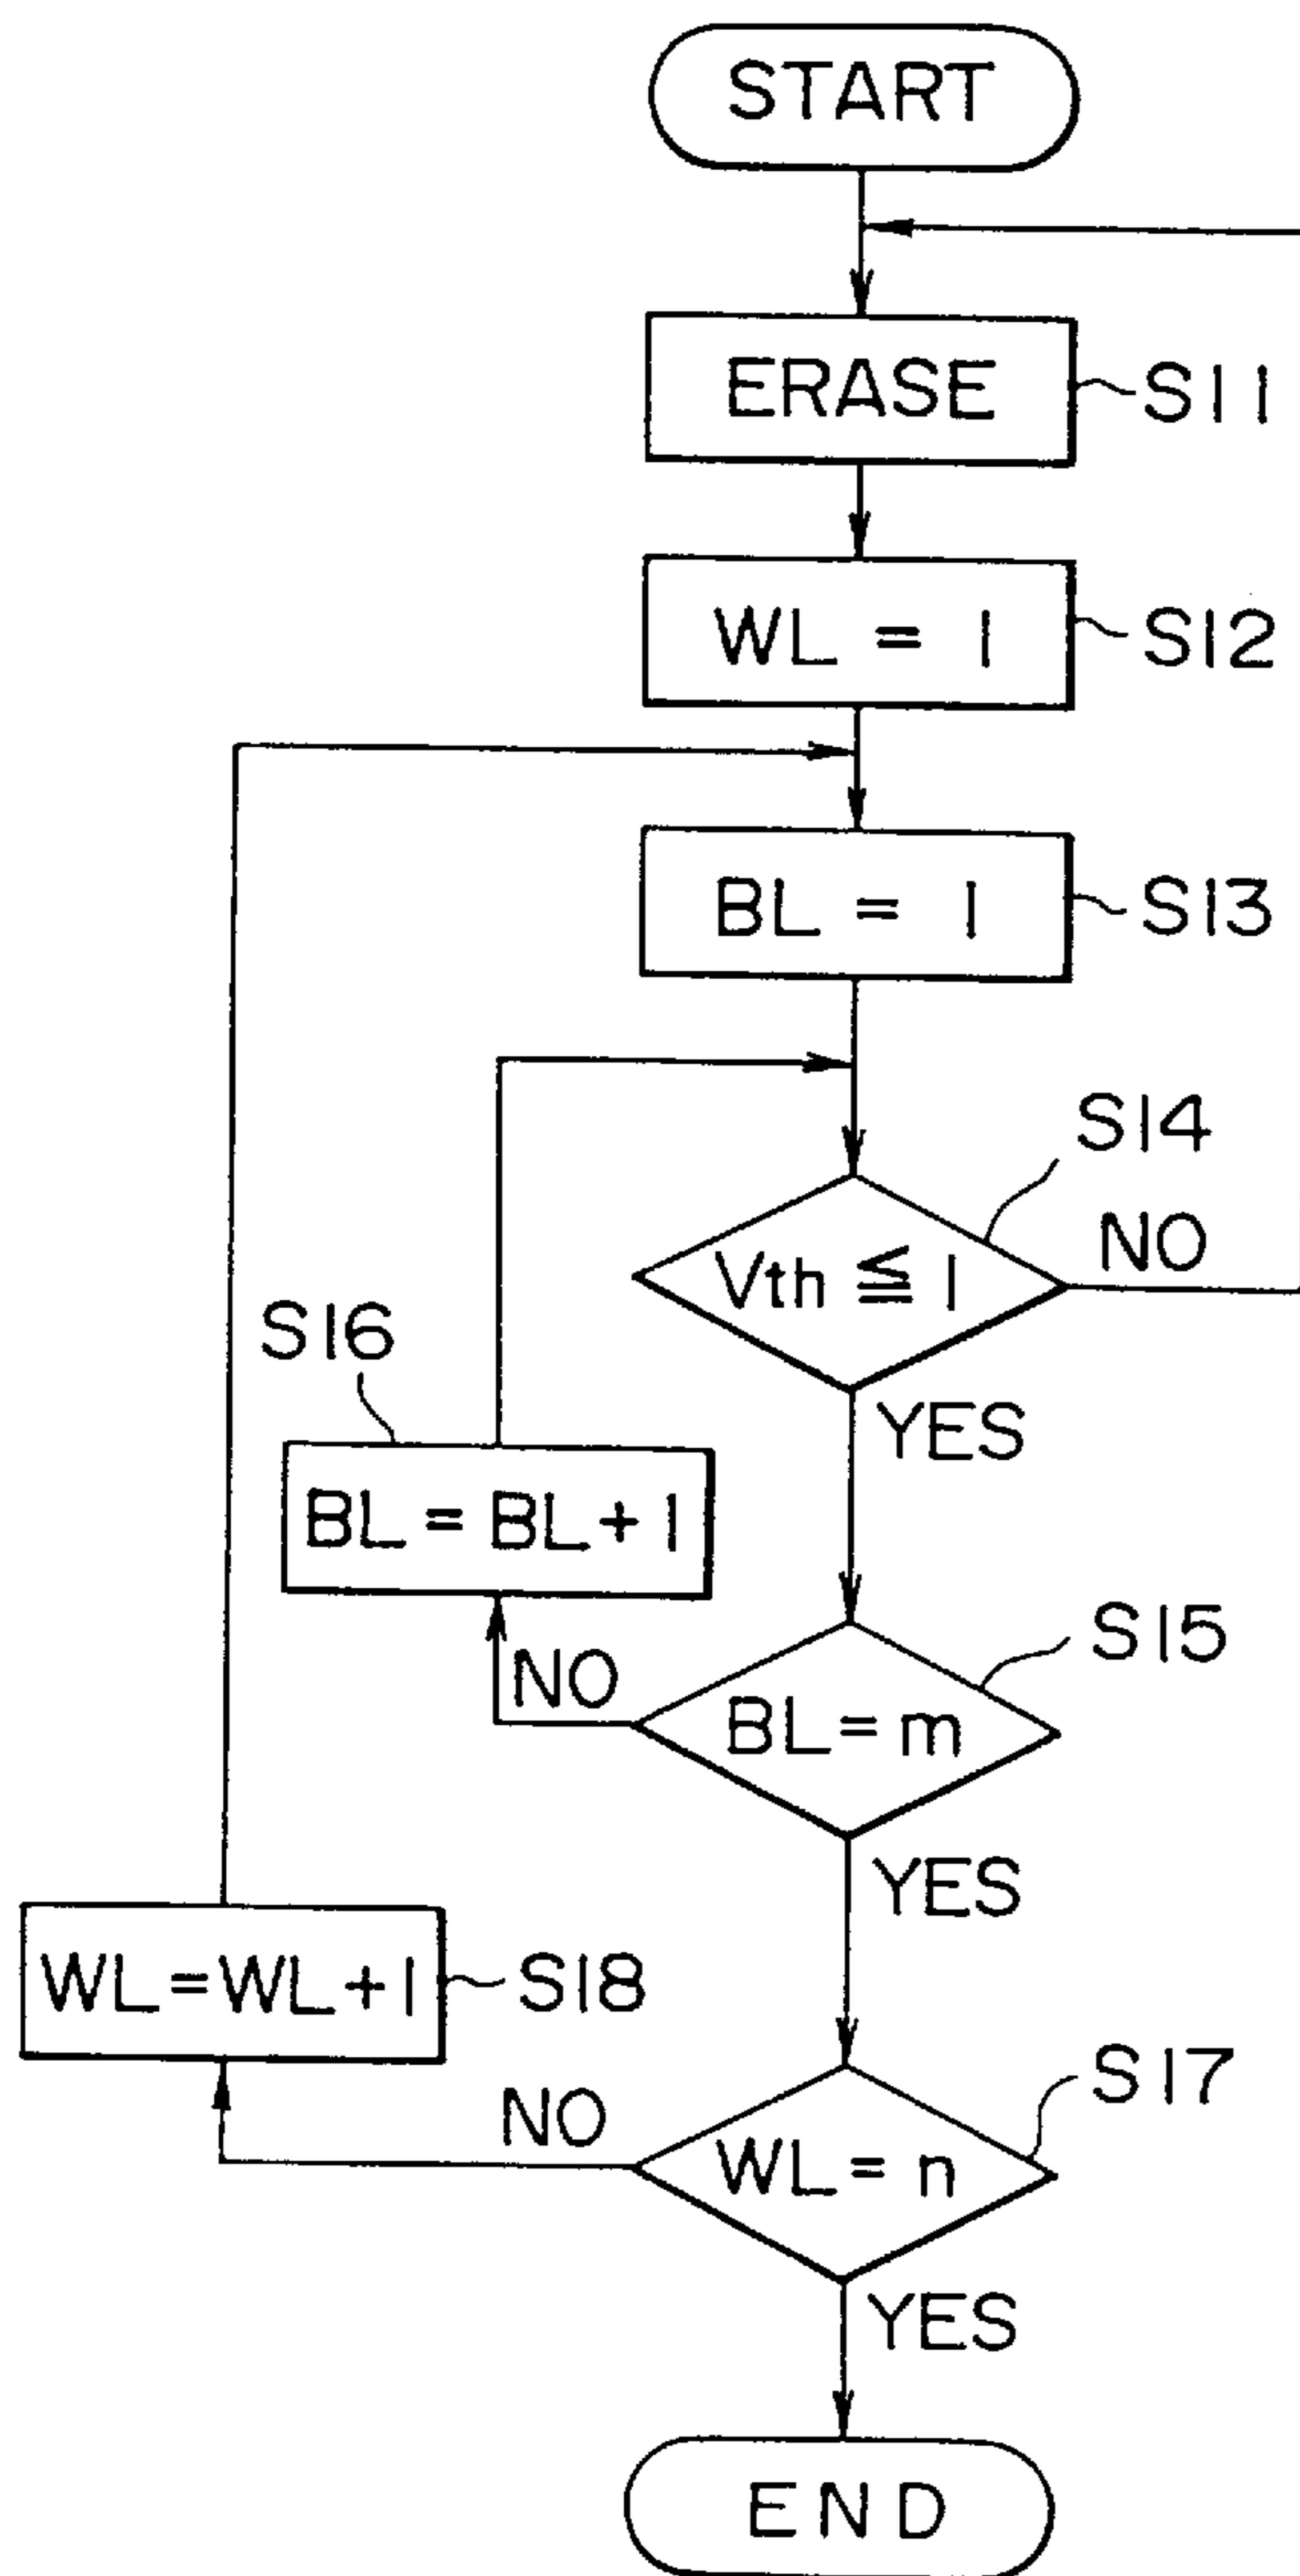 START
ERASE
S11
WL = 1
S12
BL = 1
S13
S14
Vth ≦ 1
NO
YES
S16
BL = BL + 1
NO
S15
BL = m
YES
WL = WL + 1
S18
NO
S17
WL = n
YES
END